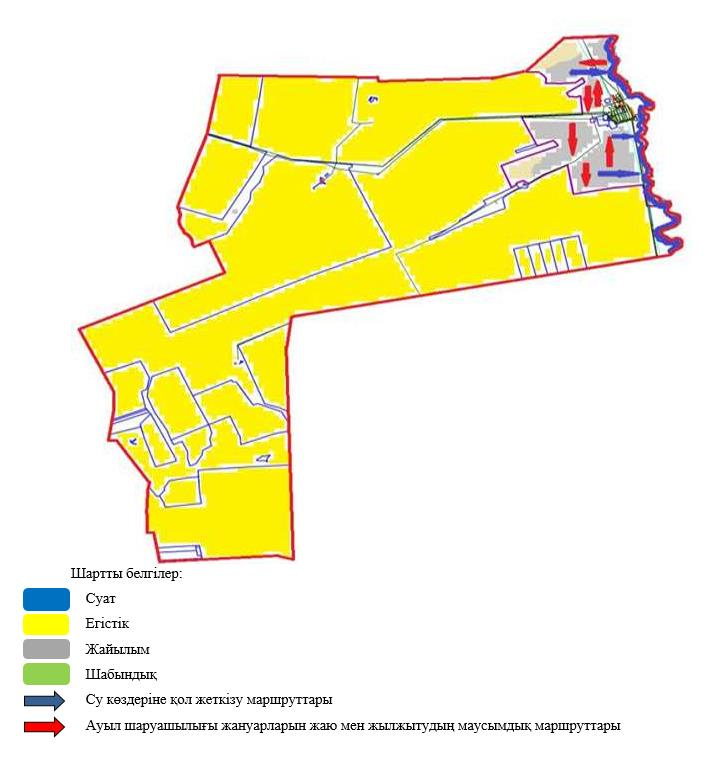 Шартты белгілер:
Суат
Егістік
Жайылым
Шабындық
Су көздеріне қол жеткізу маршруттары
Ауыл шаруашылығы жануарларын жаю мен жылжытудың маусымдық маршруттары